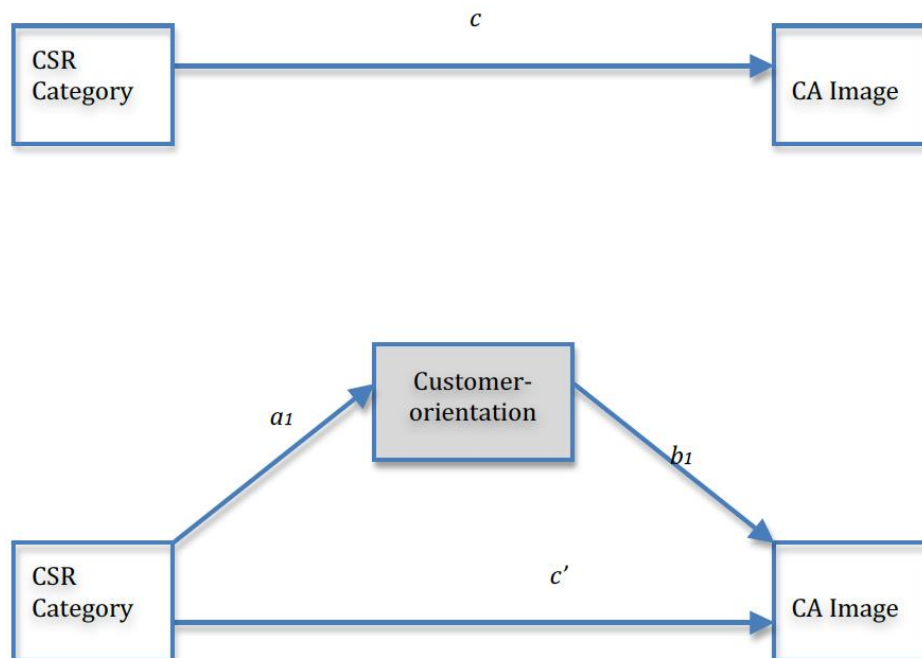 c
CSR
Category
CA Image
Customer-
orientation
a₁
b₁
c’
CSR
Category
CA Image